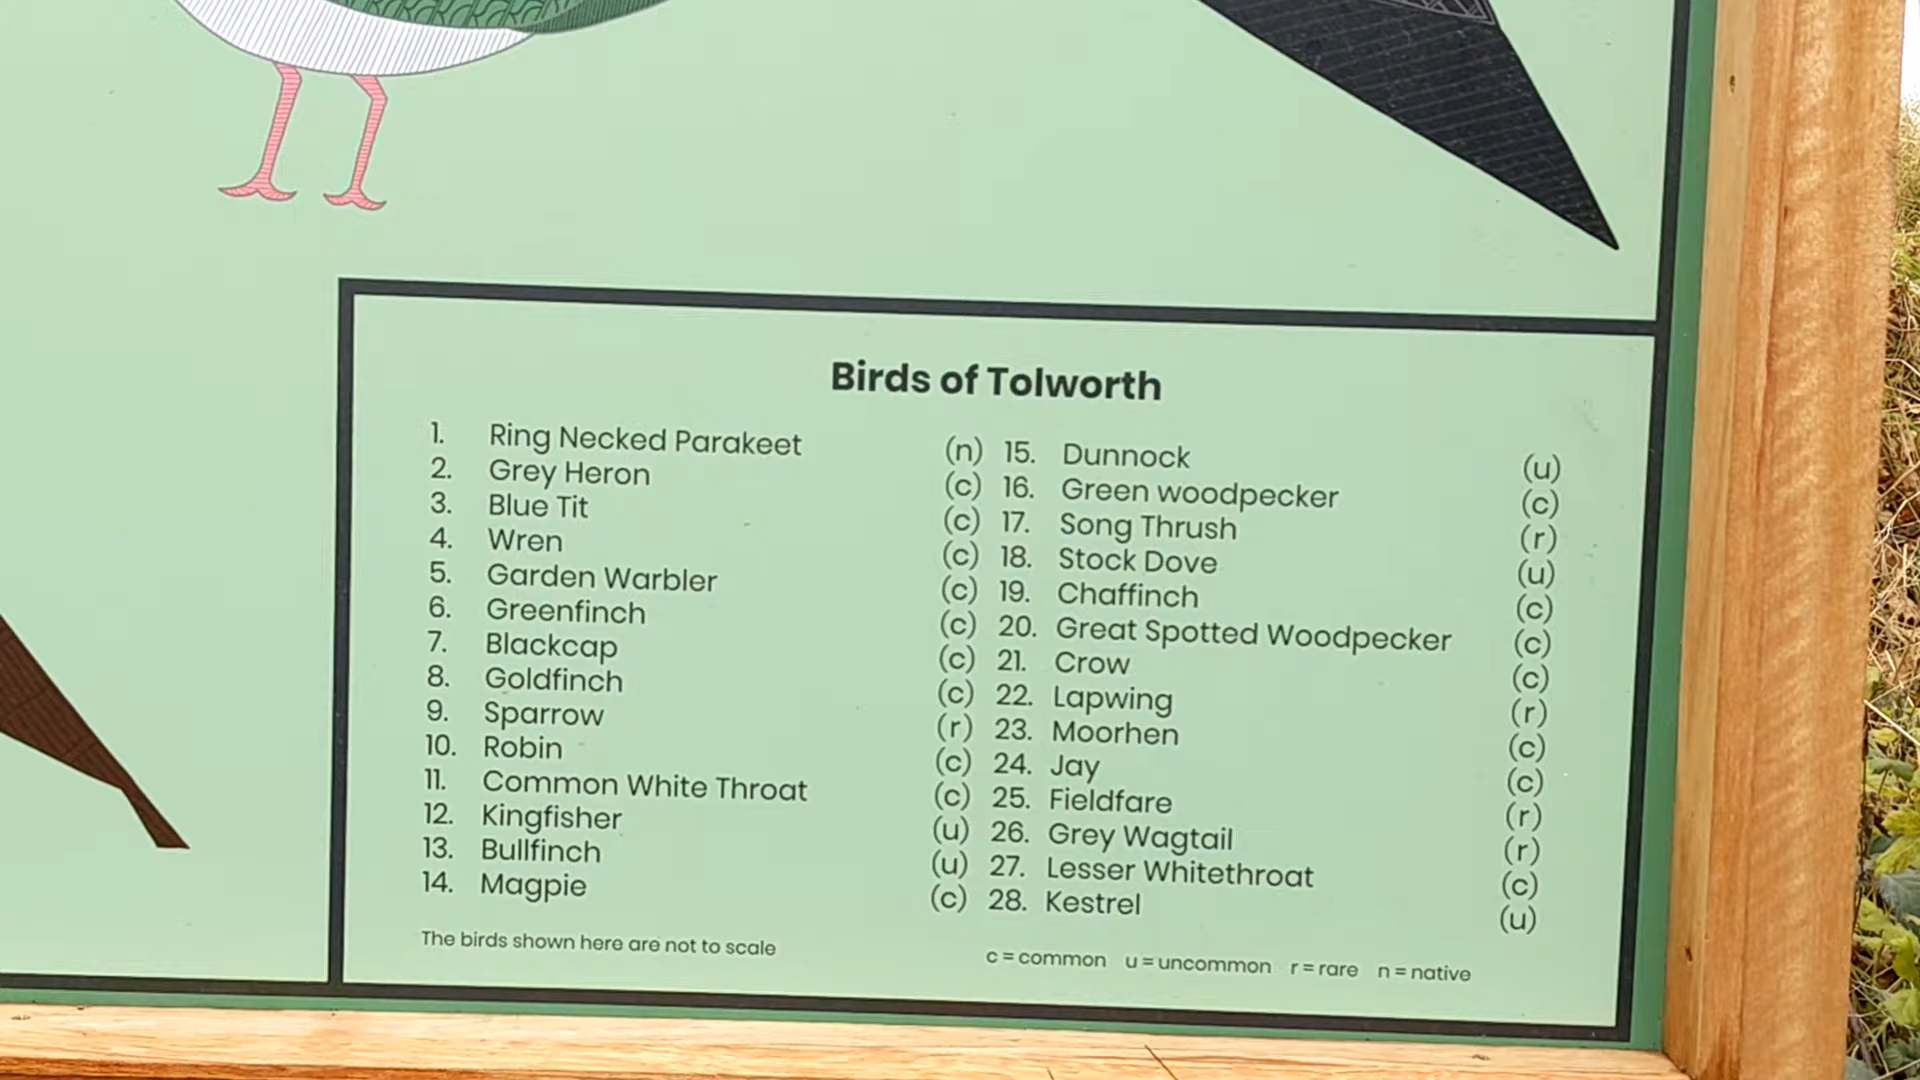 Birds of Tolworth
1. Ring Necked Parakeet (n)
2. Grey Heron (c)
3. Blue Tit (c)
4. Wren (c)
5. Garden Warbler (c)
6. Greenfinch (c)
7. Blackcap (c)
8. Goldfinch (c)
9. Sparrow (r)
10. Robin (c)
11. Common White Throat (c)
12. Kingfisher (u)
13. Bullfinch (u)
14. Magpie (c)
15. Dunnock (u)
16. Green woodpecker (c)
17. Song Thrush (r)
18. Stock Dove (u)
19. Chaffinch (c)
20. Great Spotted Woodpecker (c)
21. Crow (c)
22. Lapwing (r)
23. Moorhen (c)
24. Jay (c)
25. Fieldfare (r)
26. Grey Wagtail (r)
27. Lesser Whitethroat (c)
28. Kestrel (u)
The birds shown here are not to scale
c = common u = uncommon r = rare n = native